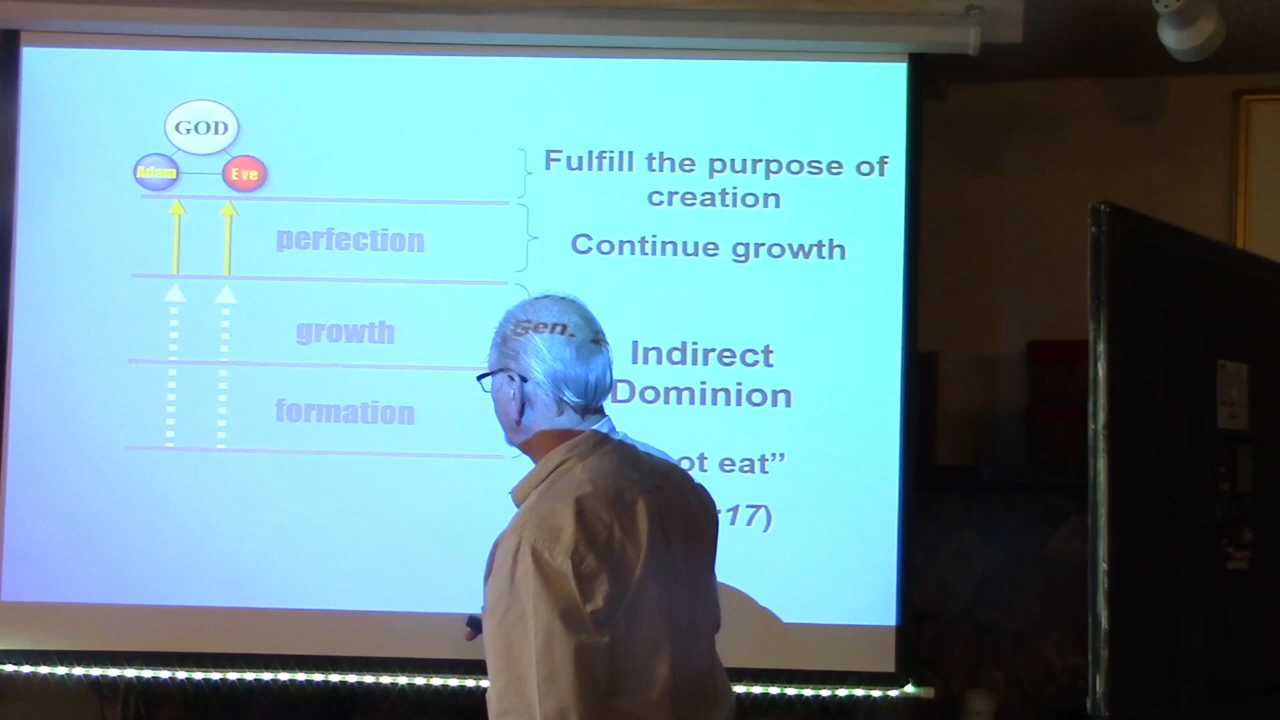 GOD
Adam
Eve
Fulfill the purpose of
creation
perfection
Continue growth
growth
Gen.
Indirect
Dominion
formation
ot eat”
:17)